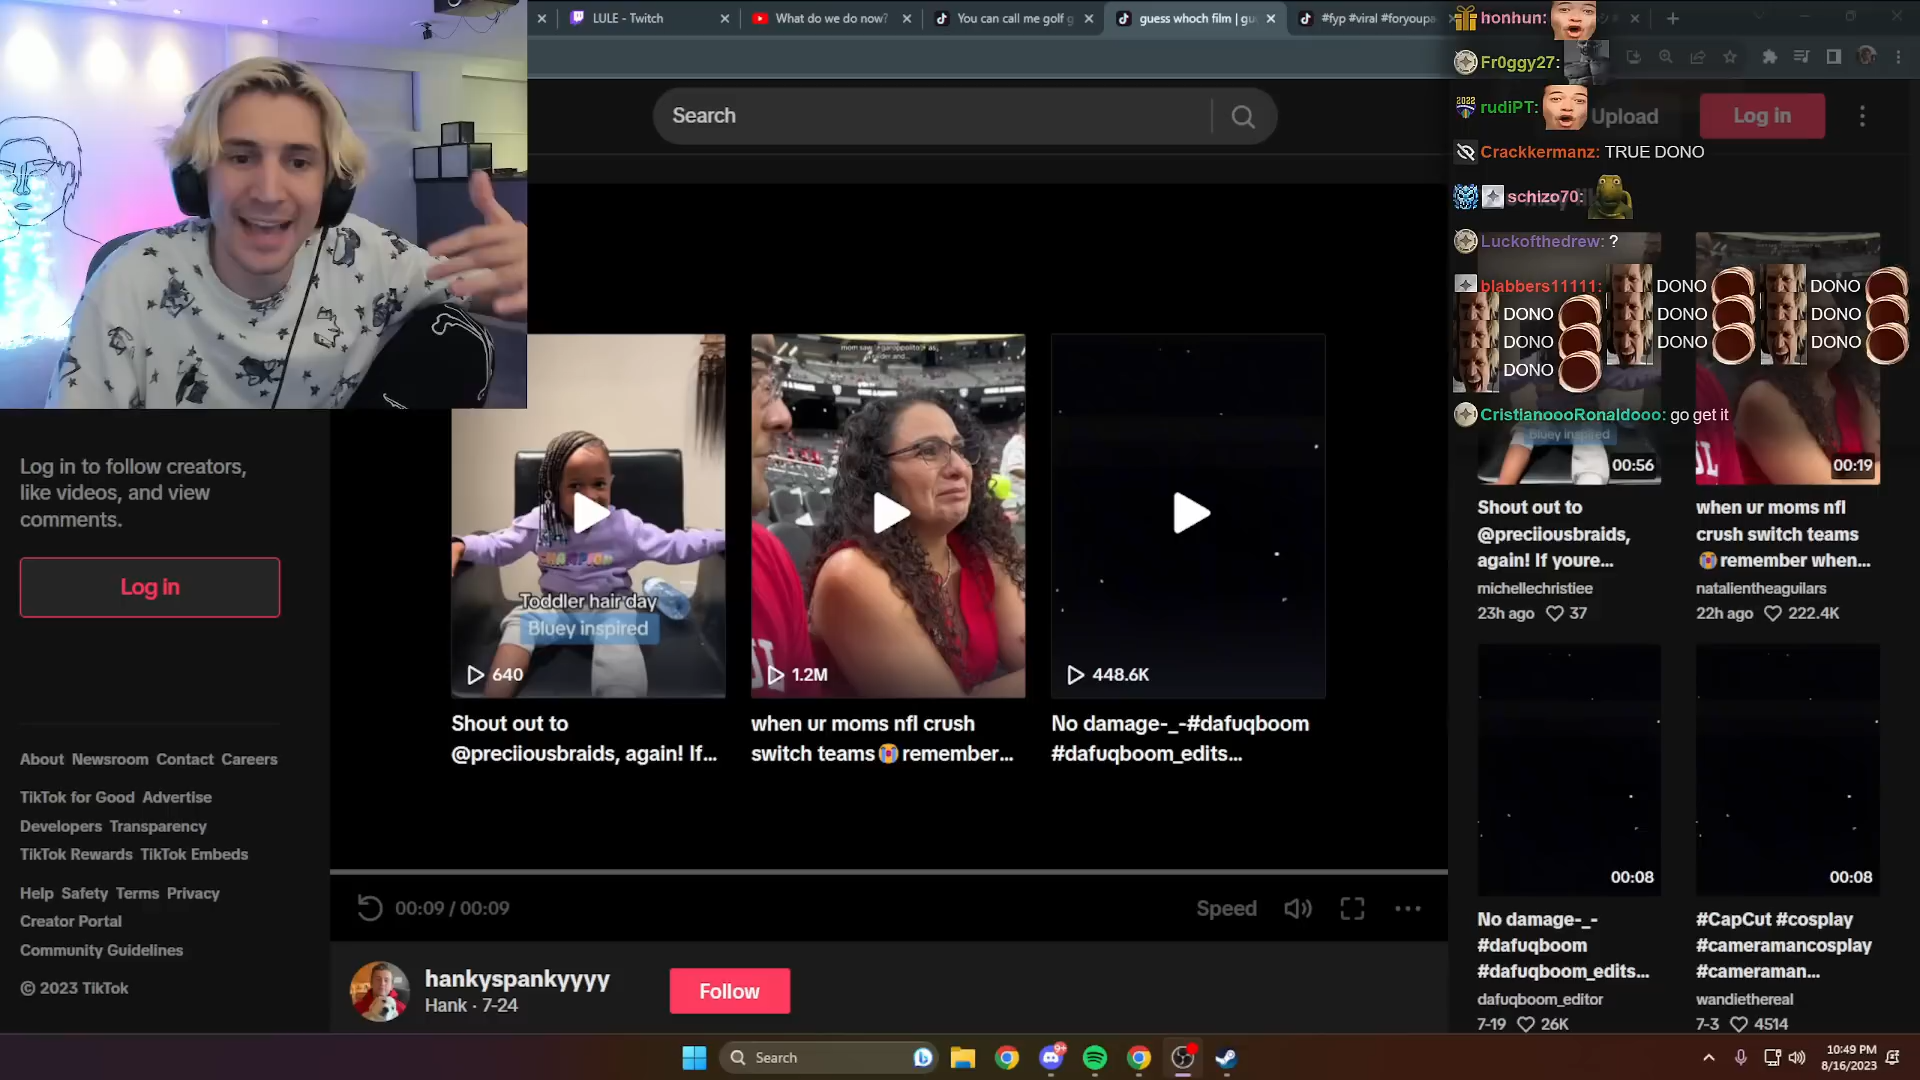 LULE - Twitch
What do we do now?
You can call me golf g
guess whoch film | gu
#fyp #viral #foryoupa
Search
Upload
Log in
honhun:
Fr0ggy27:
2022
rudiPT:
Crackkermanz: TRUE DONO
schizo70:
Luckofthedrew: ?
blabbers11111: DONO DONO
DONO DONO DONO
DONO DONO DONO
DONO
CristianoooRonaldooo: go get it
Log in to follow creators,
like videos, and view
comments.
Log in
About Newsroom Contact Careers
TikTok for Good Advertise
Developers Transparency
TikTok Rewards TikTok Embeds
Help Safety Terms Privacy
Creator Portal
Community Guidelines
© 2023 TikTok
CHAMPION
Toddler hair day
Bluey inspired
640
Shout out to
@preciiousbraids, again! If...
1.2M
when ur moms nfl crush
switch teams😭remember...
448.6K
No damage-_-#dafuqboom
#dafuqboom_edits...
00:09 / 00:09
Speed
hankyspankyyyy
Hank · 7-24
Follow
Bluey inspired
00:56
Shout out to
@preciiousbraids,
again! If youre...
michellechristiee
23h ago 37
00:19
when ur moms nfl
crush switch teams
😭remember when...
natalientheaguilars
22h ago 222.4K
00:08
No damage-_-
#dafuqboom
#dafuqboom_edits...
dafuqboom_editor
7-19 26K
00:08
#CapCut #cosplay
#cameramancosplay
#cameraman...
wandiethereal
7-3 4514
Search
9+
10:49 PM
8/16/2023